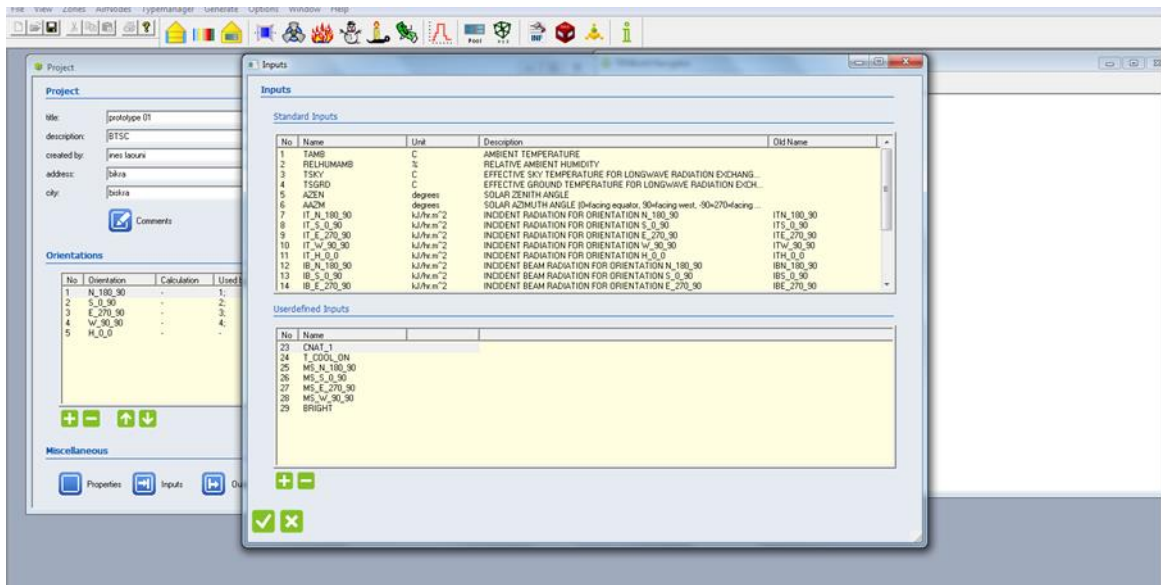 File View Zones AirNodes Typemanager Generate Options Window Help
Pool
INF
Project
Project
title: prototype 01
description: BTSC
created by: ines laouni
address: bikra
city: biskra
Comments
Orientations
No Orientation Calculation Used
1 N_180_90 - 1;
2 S_0_90 - 2;
3 E_270_90 - 3;
4 W_90_90 - 4;
5 H_0_0 - -
Miscellaneous
Properties Inputs
Inputs
Inputs
Standard Inputs
No Name Unit Description Old Name
1 TAMB C AMBIENT TEMPERATURE
2 RELHUMAMB % RELATIVE AMBIENT HUMIDITY
3 TSKY C EFFECTIVE SKY TEMPERATURE FOR LONGWAVE RADIATION EXCHANG...
4 TSGRD C EFFECTIVE GROUND TEMPERATURE FOR LONGWAVE RADIATION EXCH...
5 AZEN degrees SOLAR ZENITH ANGLE
6 AAZM degrees SOLAR AZIMUTH ANGLE (0=facing equator, 90=facing west, -90=270=facing ...
7 IT_N_180_90 kJ/hr.m^2 INCIDENT RADIATION FOR ORIENTATION N_180_90 ITN_180_90
8 IT_S_0_90 kJ/hr.m^2 INCIDENT RADIATION FOR ORIENTATION S_0_90 ITS_0_90
9 IT_E_270_90 kJ/hr.m^2 INCIDENT RADIATION FOR ORIENTATION E_270_90 ITE_270_90
10 IT_W_90_90 kJ/hr.m^2 INCIDENT RADIATION FOR ORIENTATION W_90_90 ITW_90_90
11 IT_H_0_0 kJ/hr.m^2 INCIDENT RADIATION FOR ORIENTATION H_0_0 ITH_0_0
12 IB_N_180_90 kJ/hr.m^2 INCIDENT BEAM RADIATION FOR ORIENTATION N_180_90 IBN_180_90
13 IB_S_0_90 kJ/hr.m^2 INCIDENT BEAM RADIATION FOR ORIENTATION S_0_90 IBS_0_90
14 IB_E_270_90 kJ/hr.m^2 INCIDENT BEAM RADIATION FOR ORIENTATION E_270_90 IBE_270_90
Userdefined Inputs
No Name
23 CNAT_1
24 T_COOL_ON
25 MS_N_180_90
26 MS_S_0_90
27 MS_E_270_90
28 MS_W_90_90
29 BRIGHT